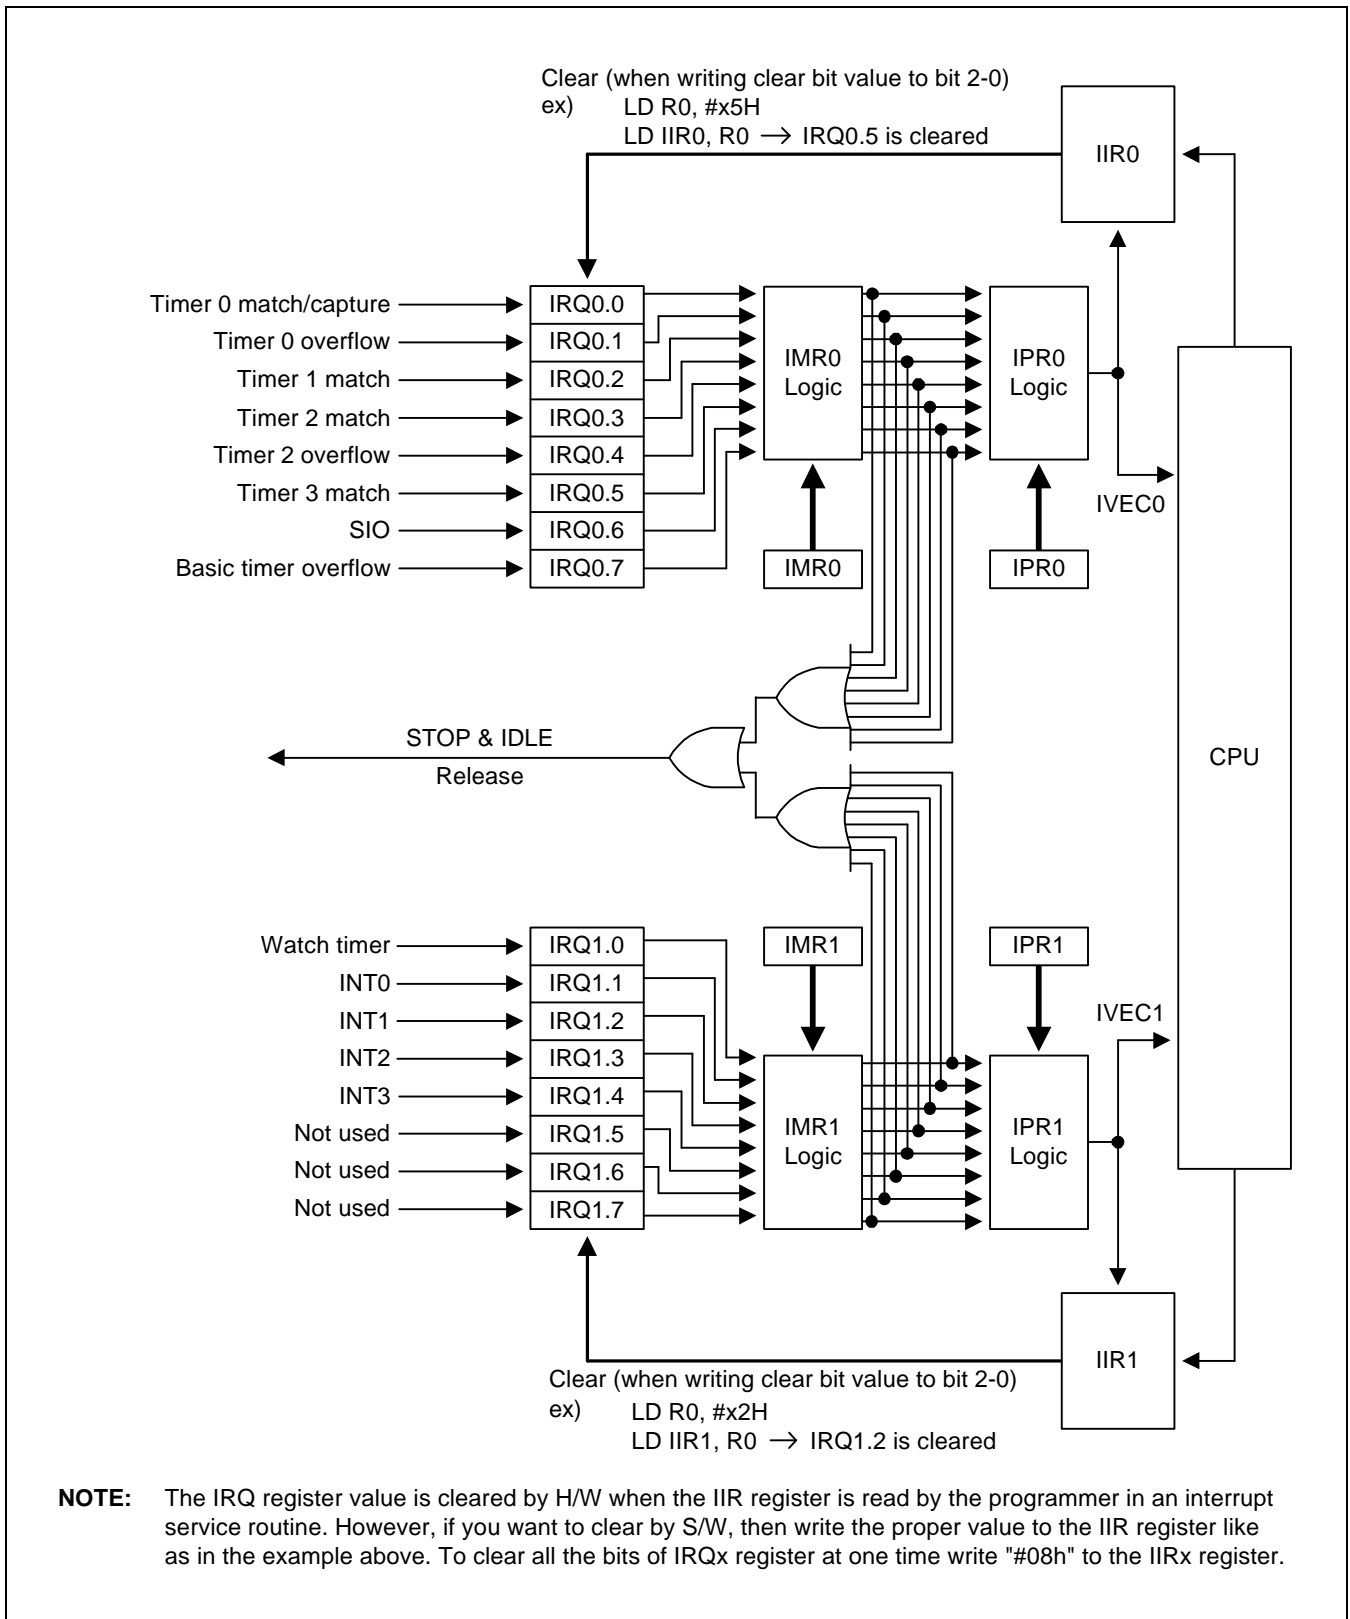 Clear (when writing clear bit value to bit 2-0)
ex) LD R0, #x5H
LD IIR0, R0 → IRQ0.5 is cleared
IIR0
Timer 0 match/capture
Timer 0 overflow
Timer 1 match
Timer 2 match
Timer 2 overflow
Timer 3 match
SIO
Basic timer overflow
IRQ0.0
IRQ0.1
IRQ0.2
IRQ0.3
IRQ0.4
IRQ0.5
IRQ0.6
IRQ0.7
IMR0
Logic
IMR0
IPR0
Logic
IPR0
IVEC0
STOP & IDLE
Release
CPU
Watch timer
INT0
INT1
INT2
INT3
Not used
Not used
Not used
IRQ1.0
IRQ1.1
IRQ1.2
IRQ1.3
IRQ1.4
IRQ1.5
IRQ1.6
IRQ1.7
IMR1
IMR1
Logic
IPR1
IPR1
Logic
IVEC1
IIR1
Clear (when writing clear bit value to bit 2-0)
ex) LD R0, #x2H
LD IIR1, R0 → IRQ1.2 is cleared
NOTE: The IRQ register value is cleared by H/W when the IIR register is read by the programmer in an interrupt
service routine. However, if you want to clear by S/W, then write the proper value to the IIR register like
as in the example above. To clear all the bits of IRQx register at one time write "#08h" to the IIRx register.